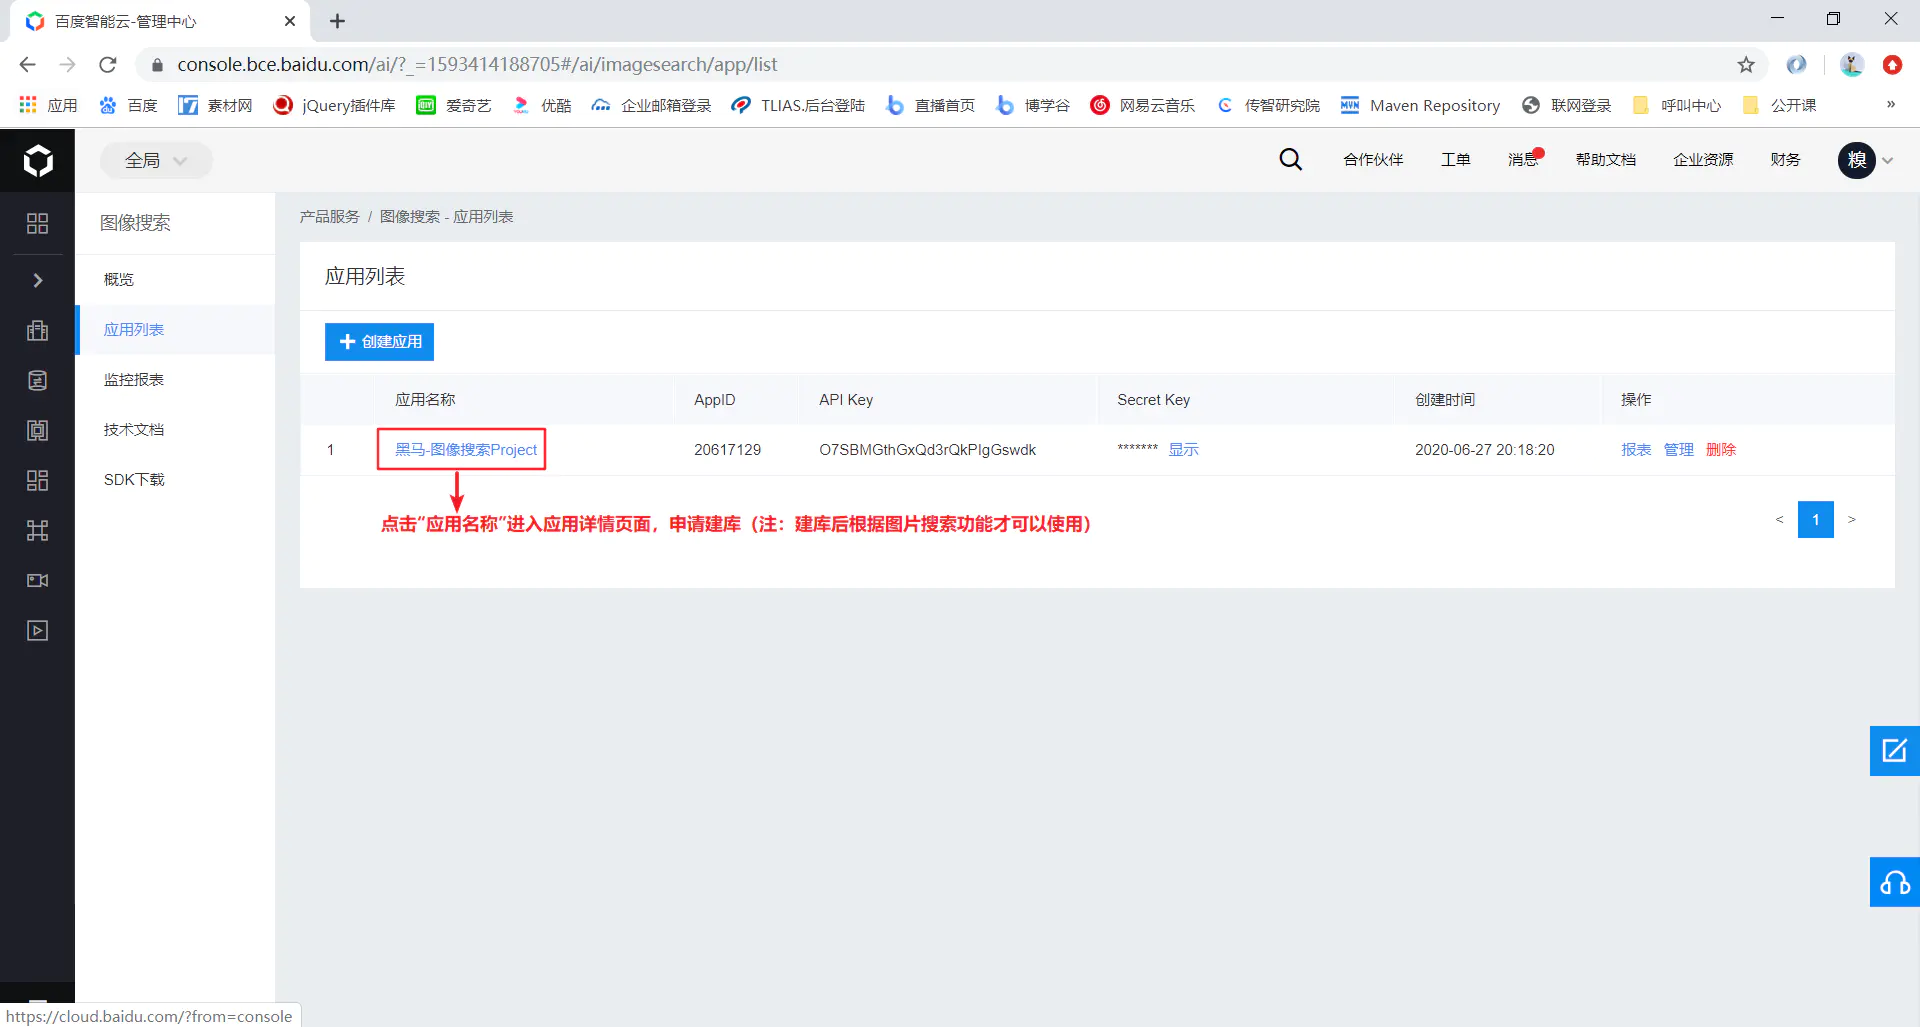 百度智能云-管理中心
console.bce.baidu.com/ai/?_=1593414188705#/ai/imagesearch/app/list
应用 百度 素材网 jQuery插件库 爱奇艺 优酷 企业邮箱登录 TLIAS.后台登陆 直播首页 博学谷 网易云音乐 传智研究院 Maven Repository 联网登录 呼叫中心 公开课 »
全局 合作伙伴 工单 消息 帮助文档 企业资源 财务 糗
图像搜索
概览
应用列表
监控报表
技术文档
SDK下载
产品服务 / 图像搜索 - 应用列表
应用列表
创建应用
应用名称 AppID API Key Secret Key 创建时间 操作
1 黑马-图像搜索Project 20617129 O7SBMGthGxQd3rQkPIgGswdk ******* 显示 2020-06-27 20:18:20 报表 管理 删除
点击“应用名称”进入应用详情页面，申请建库（注：建库后根据图片搜索功能才可以使用）
< 1 >
https://cloud.baidu.com/?from=console